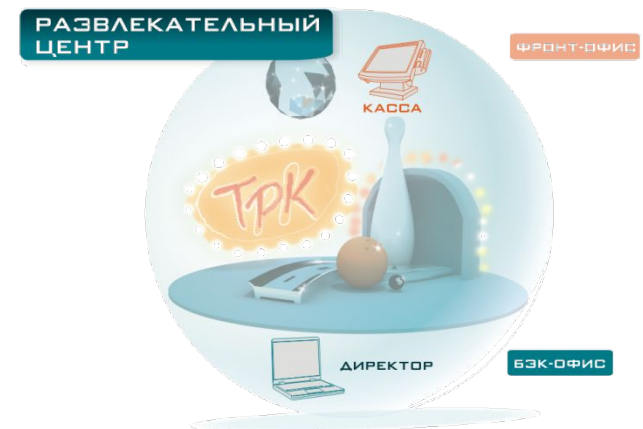 РАЗВЛЕКАТЕЛЬНЫЙ
ЦЕНТР
ФРОНТ-ОФИС
КАССА
ТРК
ДИРЕКТОР
БЭК-ОФИС